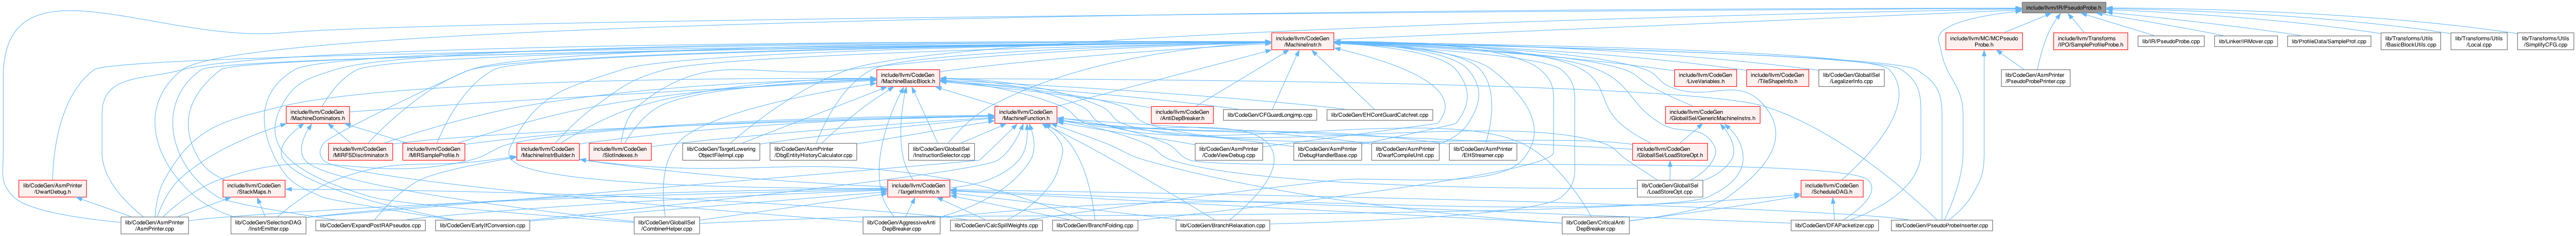 include/llvm/IR/PseudoProbe.h
include/llvm/CodeGen
/MachineInstr.h
include/llvm/MC/MCPseudo
Probe.h
include/llvm/Transforms
/IPO/SampleProfileProbe.h
lib/IR/PseudoProbe.cpp
lib/Linker/IRMover.cpp
lib/ProfileData/SampleProf.cpp
lib/Transforms/Utils
/BasicBlockUtils.cpp
lib/Transforms/Utils
/Local.cpp
lib/Transforms/Utils
/SimplifyCFG.cpp
include/llvm/CodeGen
/MachineBasicBlock.h
include/llvm/CodeGen
/LiveVariables.h
include/llvm/CodeGen
/TileShapeInfo.h
lib/CodeGen/GlobalISel
/LegalizerInfo.cpp
lib/CodeGen/AsmPrinter
/PseudoProbePrinter.cpp
include/llvm/CodeGen
/MachineDominators.h
include/llvm/CodeGen
/MachineFunction.h
include/llvm/CodeGen
/AntiDepBreaker.h
lib/CodeGen/CFGuardLongjmp.cpp
lib/CodeGen/EHContGuardCatchret.cpp
include/llvm/CodeGen
/GlobalISel/GenericMachineInstrs.h
include/llvm/CodeGen
/MIRFSDiscriminator.h
include/llvm/CodeGen
/MIRSampleProfile.h
include/llvm/CodeGen
/MachineInstrBuilder.h
include/llvm/CodeGen
/SlotIndexes.h
lib/CodeGen/TargetLowering
ObjectFileImpl.cpp
lib/CodeGen/AsmPrinter
/DbgEntityHistoryCalculator.cpp
lib/CodeGen/GlobalISel
/InstructionSelector.cpp
lib/CodeGen/AsmPrinter
/CodeViewDebug.cpp
lib/CodeGen/AsmPrinter
/DebugHandlerBase.cpp
lib/CodeGen/AsmPrinter
/DwarfCompileUnit.cpp
lib/CodeGen/AsmPrinter
/EHStreamer.cpp
include/llvm/CodeGen
/GlobalISel/LoadStoreOpt.h
lib/CodeGen/AsmPrinter
/DwarfDebug.h
include/llvm/CodeGen
/StackMaps.h
include/llvm/CodeGen
/TargetInstrInfo.h
lib/CodeGen/GlobalISel
/LoadStoreOpt.cpp
include/llvm/CodeGen
/ScheduleDAG.h
lib/CodeGen/AsmPrinter
/AsmPrinter.cpp
lib/CodeGen/SelectionDAG
/InstrEmitter.cpp
lib/CodeGen/ExpandPostRAPseudos.cpp
lib/CodeGen/EarlyIfConversion.cpp
lib/CodeGen/GlobalISel
/CombinerHelper.cpp
lib/CodeGen/AggressiveAnti
DepBreaker.cpp
lib/CodeGen/CalcSpillWeights.cpp
lib/CodeGen/BranchFolding.cpp
lib/CodeGen/BranchRelaxation.cpp
lib/CodeGen/CriticalAnti
DepBreaker.cpp
lib/CodeGen/DFAPacketizer.cpp
lib/CodeGen/PseudoProbeInserter.cpp